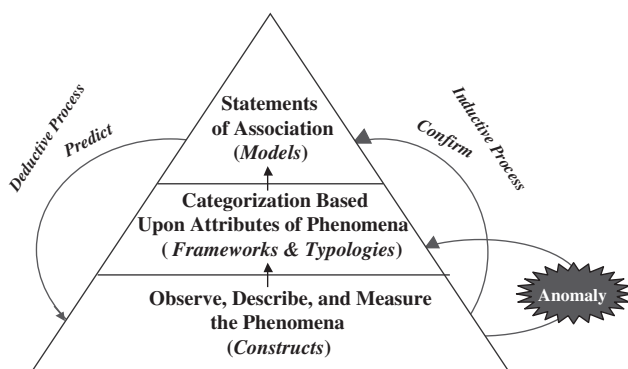 Statements
of Association
(Models)
Categorization Based
Upon Attributes of Phenomena
( Frameworks & Typologies)
Observe, Describe, and Measure
the Phenomena
(Constructs)
Deductive Process
Predict
Inductive Process
Confirm
Anomaly